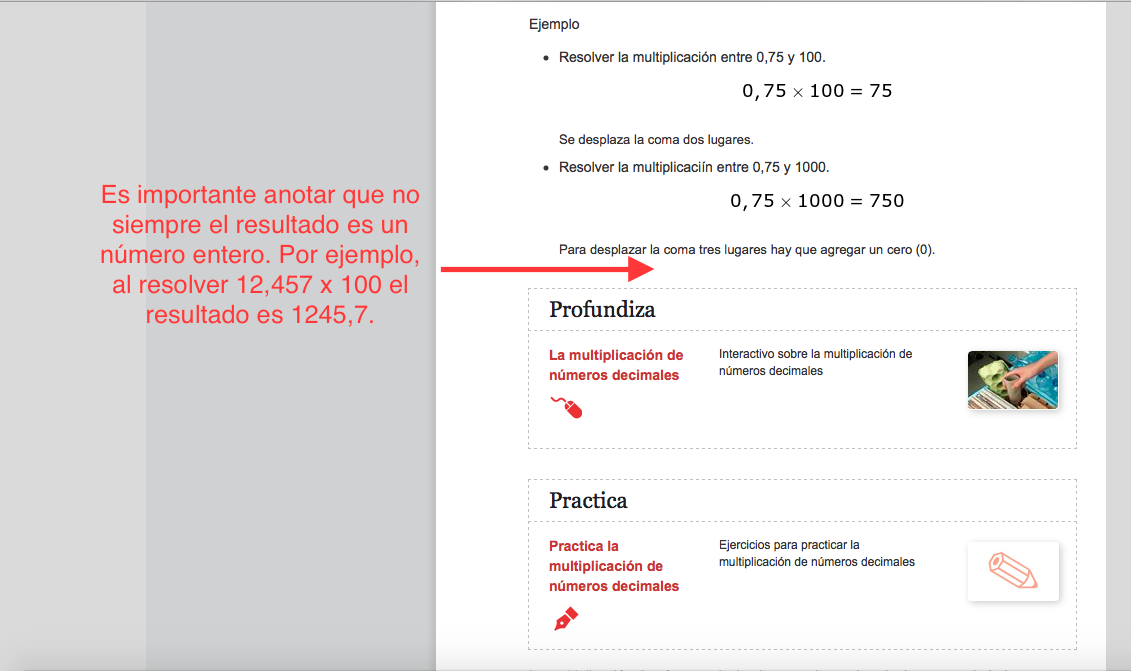 Ejemplo
Resolver la multiplicación entre 0,75 y 100.
0,75 × 100 = 75
Se desplaza la coma dos lugares.
Resolver la multiplicaciín entre 0,75 y 1000.
0,75 × 1000 = 750
Para desplazar la coma tres lugares hay que agregar un cero (0).
Es importante anotar que no
siempre el resultado es un
número entero. Por ejemplo,
al resolver 12,457 x 100 el
resultado es 1245,7.
Profundiza
La multiplicación de
números decimales
Interactivo sobre la multiplicación de
números decimales
Practica
Practica la
multiplicación de
números decimales
Ejercicios para practicar la
multiplicación de números decimales